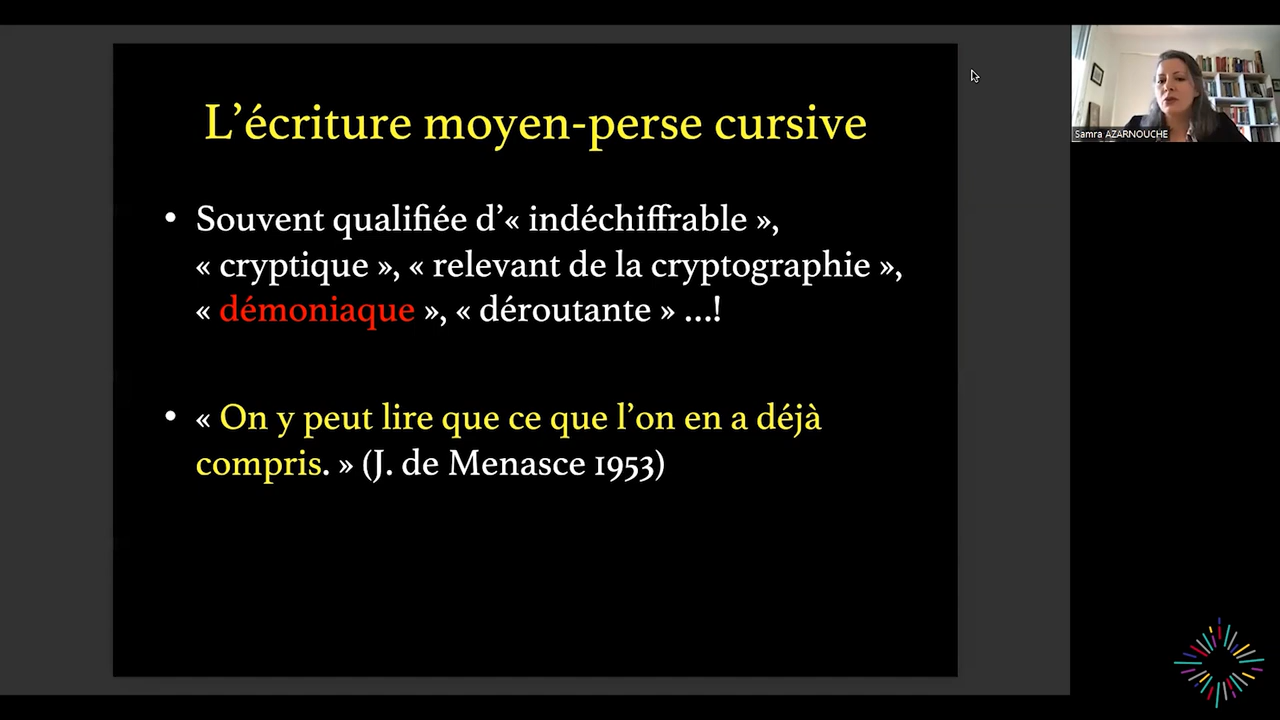 L’écriture moyen-perse cursive
• Souvent qualifiée d’« indéchiffrable »,
« cryptique », « relevant de la cryptographie »,
« démoniaque », « déroutante » …!
• « On y peut lire que ce que l’on en a déjà
compris. » (J. de Menasce 1953)
Samra AZARNOUCHE